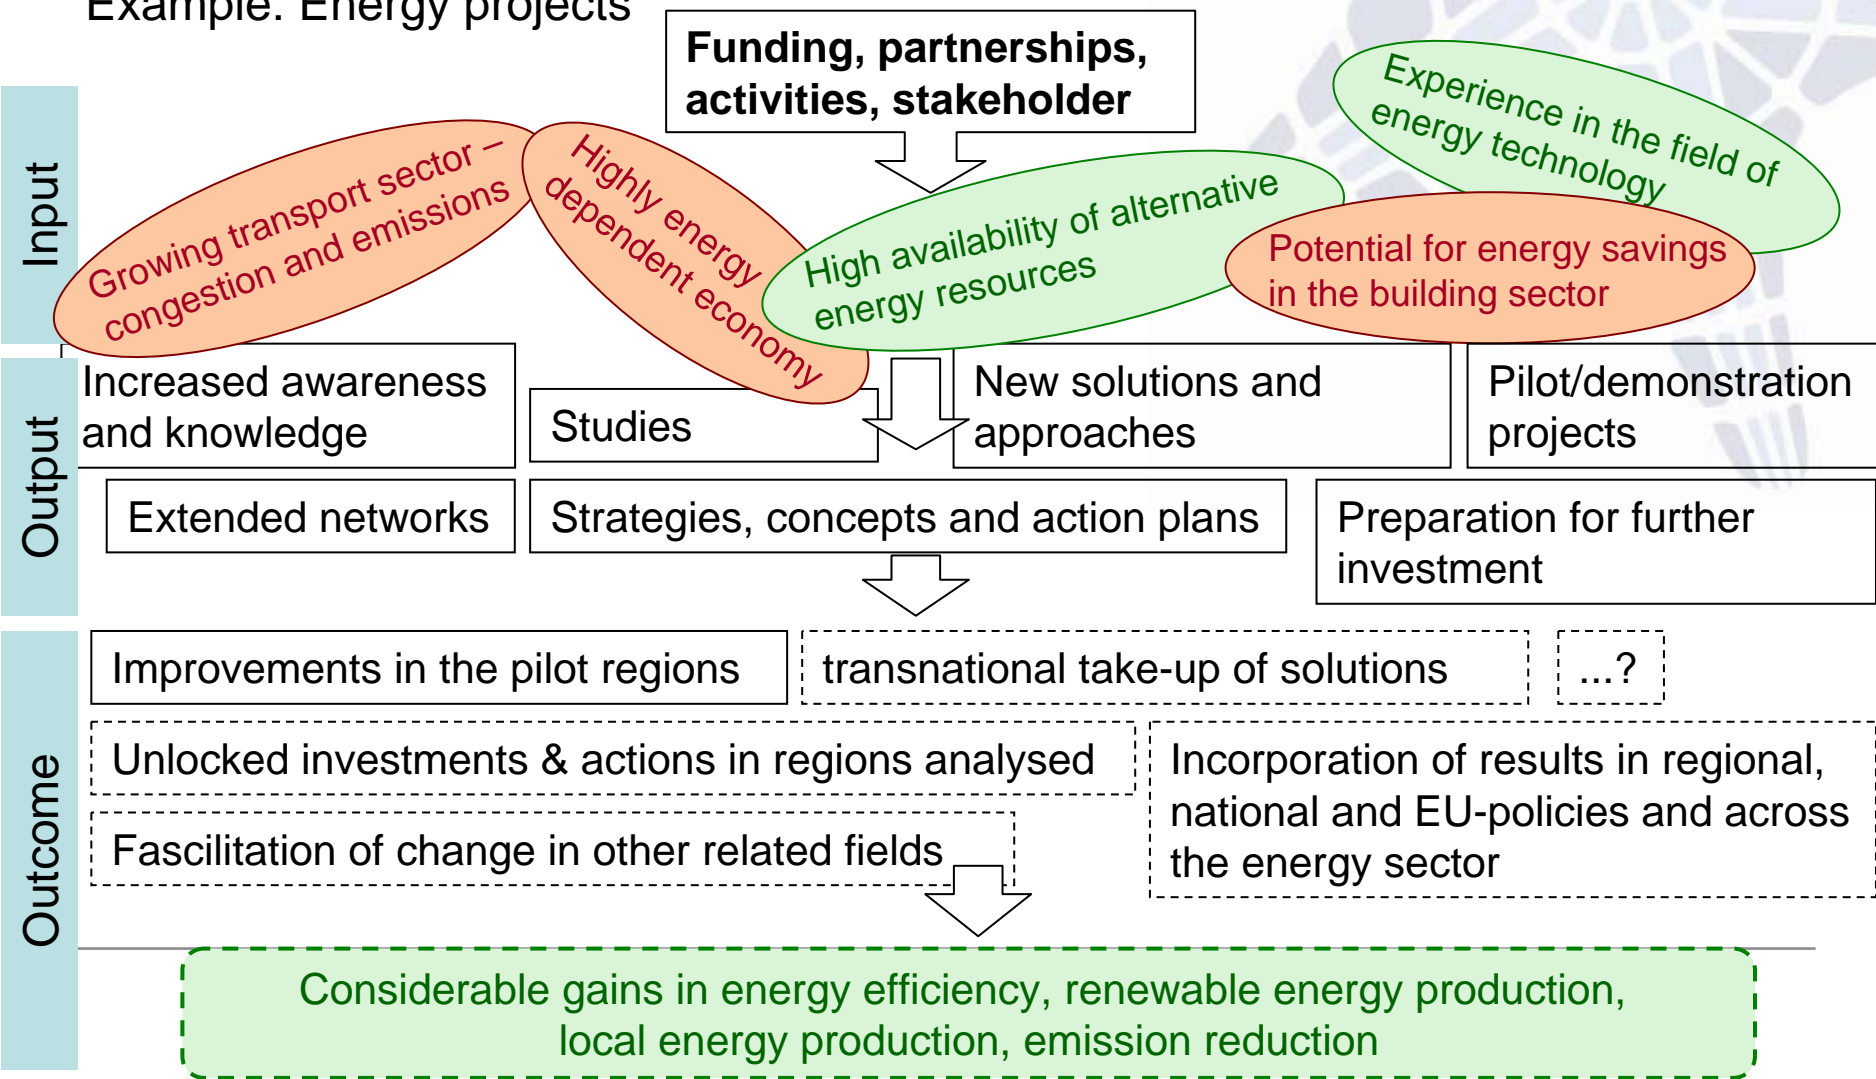 Example: Energy projects
Funding, partnerships,
activities, stakeholder
Experience in the field of
energy technology
Input
Growing transport sector –
congestion and emissions
Highly energy
dependent economy
High availability of alternative
energy resources
Potential for energy savings
in the building sector
Output
Increased awareness
and knowledge
Studies
New solutions and
approaches
Pilot/demonstration
projects
Extended networks
Strategies, concepts and action plans
Preparation for further
investment
Outcome
Improvements in the pilot regions
transnational take-up of solutions
...?
Unlocked investments & actions in regions analysed
Incorporation of results in regional,
national and EU-policies and across
the energy sector
Fascilitation of change in other related fields
Considerable gains in energy efficiency, renewable energy production,
local energy production, emission reduction